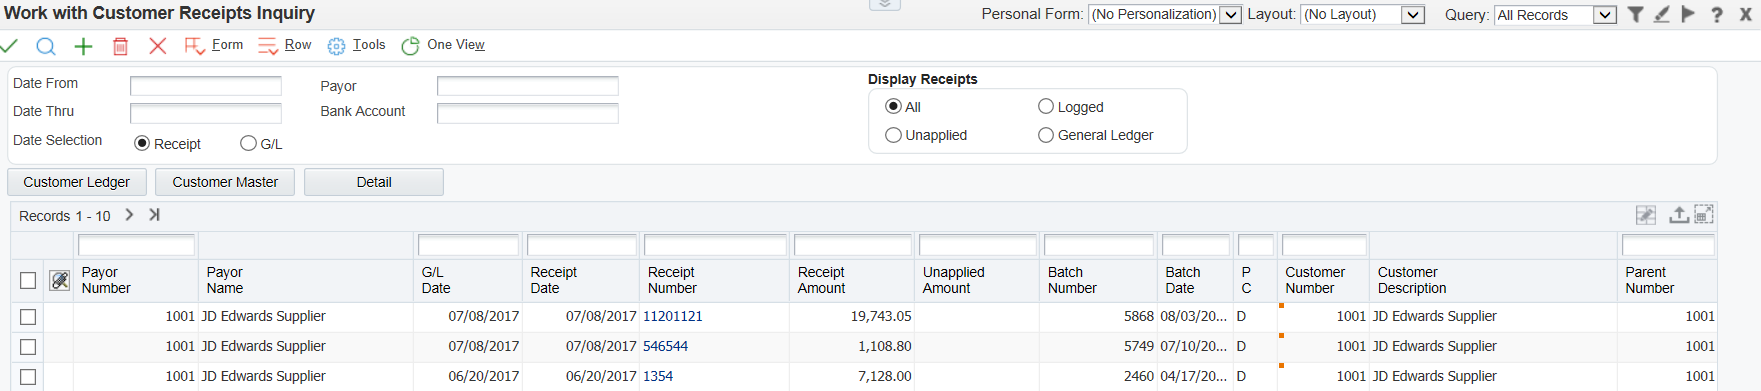 Work with Customer Receipts Inquiry
Personal Form: (No Personalization) Layout: (No Layout) Query: All Records
Form Row Tools One View
Date From Payor
Date Thru Bank Account
Date Selection Receipt G/L
Display Receipts
All Logged
Unapplied General Ledger
Customer Ledger Customer Master Detail
Records 1 - 10
Payor Number Payor Name G/L Date Receipt Date Receipt Number Receipt Amount Unapplied Amount Batch Number Batch Date P C Customer Number Customer Description Parent Number
1001 JD Edwards Supplier 07/08/2017 07/08/2017 11201121 19,743.05 5868 08/03/20... D 1001 JD Edwards Supplier 1001
1001 JD Edwards Supplier 07/08/2017 07/08/2017 546544 1,108.80 5749 07/10/20... D 1001 JD Edwards Supplier 1001
1001 JD Edwards Supplier 06/20/2017 06/20/2017 1354 7,128.00 2460 04/17/20... D 1001 JD Edwards Supplier 1001